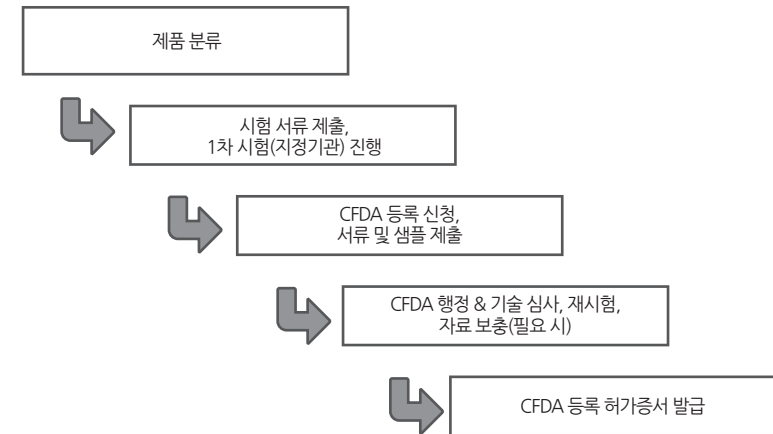 제품 분류
시험 서류 제출,
1차 시험(지정기관) 진행
CFDA 등록 신청,
서류 및 샘플 제출
CFDA 행정 & 기술 심사, 재시험,
자료 보충(필요 시)
CFDA 등록 허가증서 발급